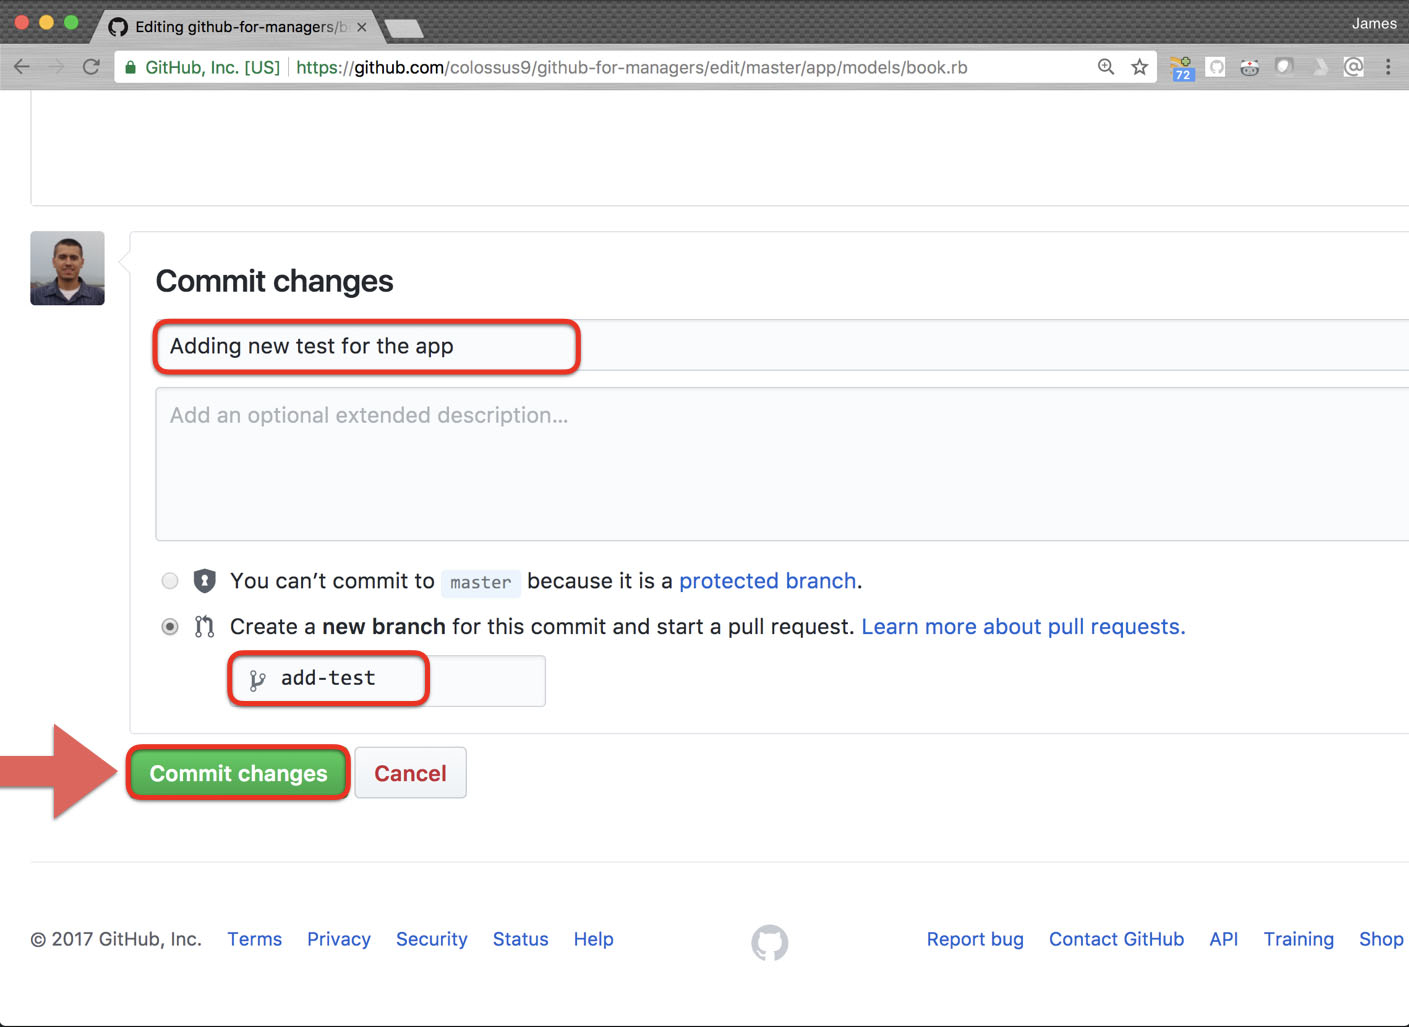 Editing github-for-managers/b
James
GitHub, Inc. [US] https://github.com/colossus9/github-for-managers/edit/master/app/models/book.rb
72
Commit changes
Adding new test for the app
Add an optional extended description...
You can’t commit to master because it is a protected branch.
Create a new branch for this commit and start a pull request. Learn more about pull requests.
add-test
Commit changes Cancel
© 2017 GitHub, Inc. Terms Privacy Security Status Help Report bug Contact GitHub API Training Shop